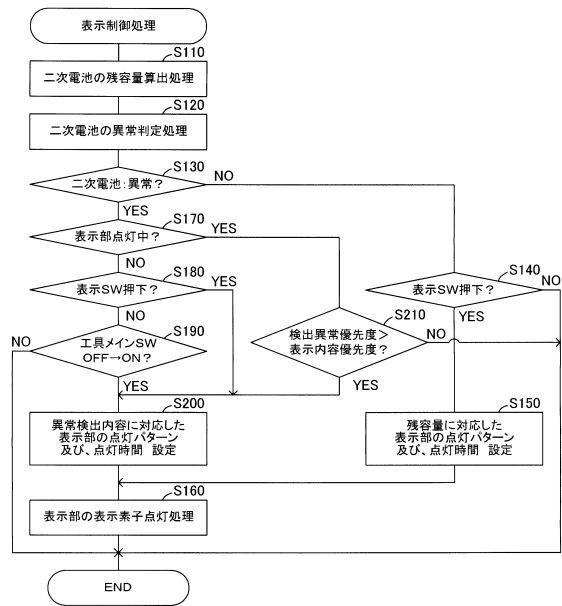 表示制御処理
S110
二次電池の残容量算出処理
S120
二次電池の異常判定処理
S130
二次電池:異常?
NO
YES
S170
表示部点灯中?
YES
NO
S180
表示SW押下?
YES
NO
S140
表示SW押下?
NO
YES
S190
NO
工具メインSW
OFF→ON?
YES
S210
検出異常優先度>
表示内容優先度?
NO
YES
S200
異常検出内容に対応した
表示部の点灯パターン
及び、点灯時間 設定
S150
残容量に対応した
表示部の点灯パターン
及び、点灯時間 設定
S160
表示部の表示素子点灯処理
END